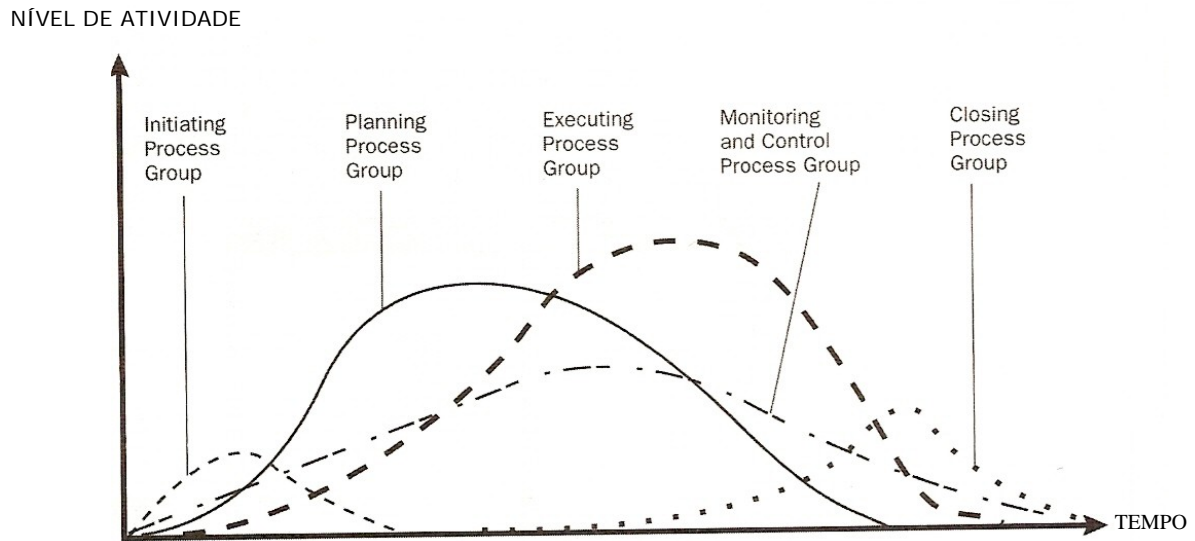 NÍVEL DE ATIVIDADE
Initiating
Process
Group
Planning
Process
Group
Executing
Process
Group
Monitoring
and Control
Process Group
Closing
Process
Group
TEMPO